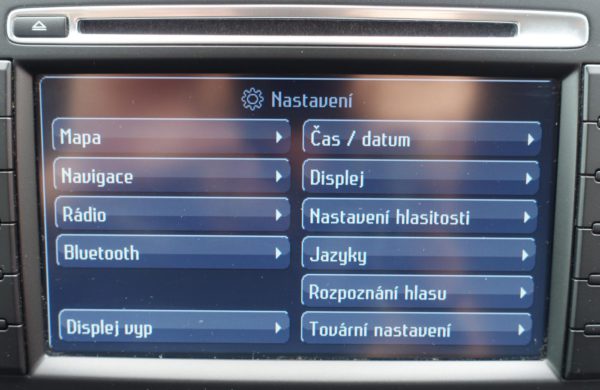 Nastavení
Mapa
Čas / datum
Navigace
Displej
Rádio
Nastavení hlasitosti
Bluetooth
Jazyky
Rozpoznání hlasu
Displej vyp
Tovární nastavení